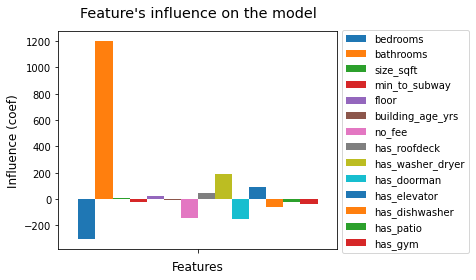 Feature's influence on the model
Influence (coef)
1200
1000
800
600
400
200
0
−200
Features
bedrooms
bathrooms
size_sqft
min_to_subway
floor
building_age_yrs
no_fee
has_roofdeck
has_washer_dryer
has_doorman
has_elevator
has_dishwasher
has_patio
has_gym